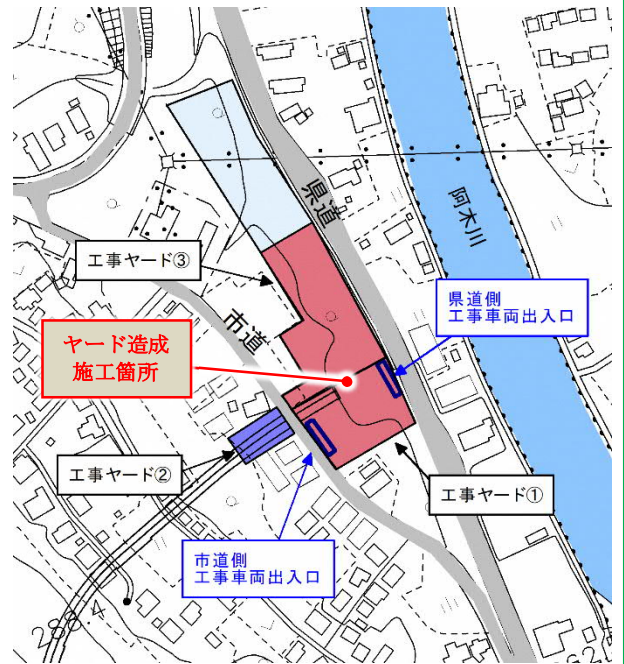 県道
阿木川
工事ヤード③
県道側
工事車両出入口
市道
ヤード造成
施工箇所
工事ヤード②
工事ヤード①
市道側
工事車両出入口